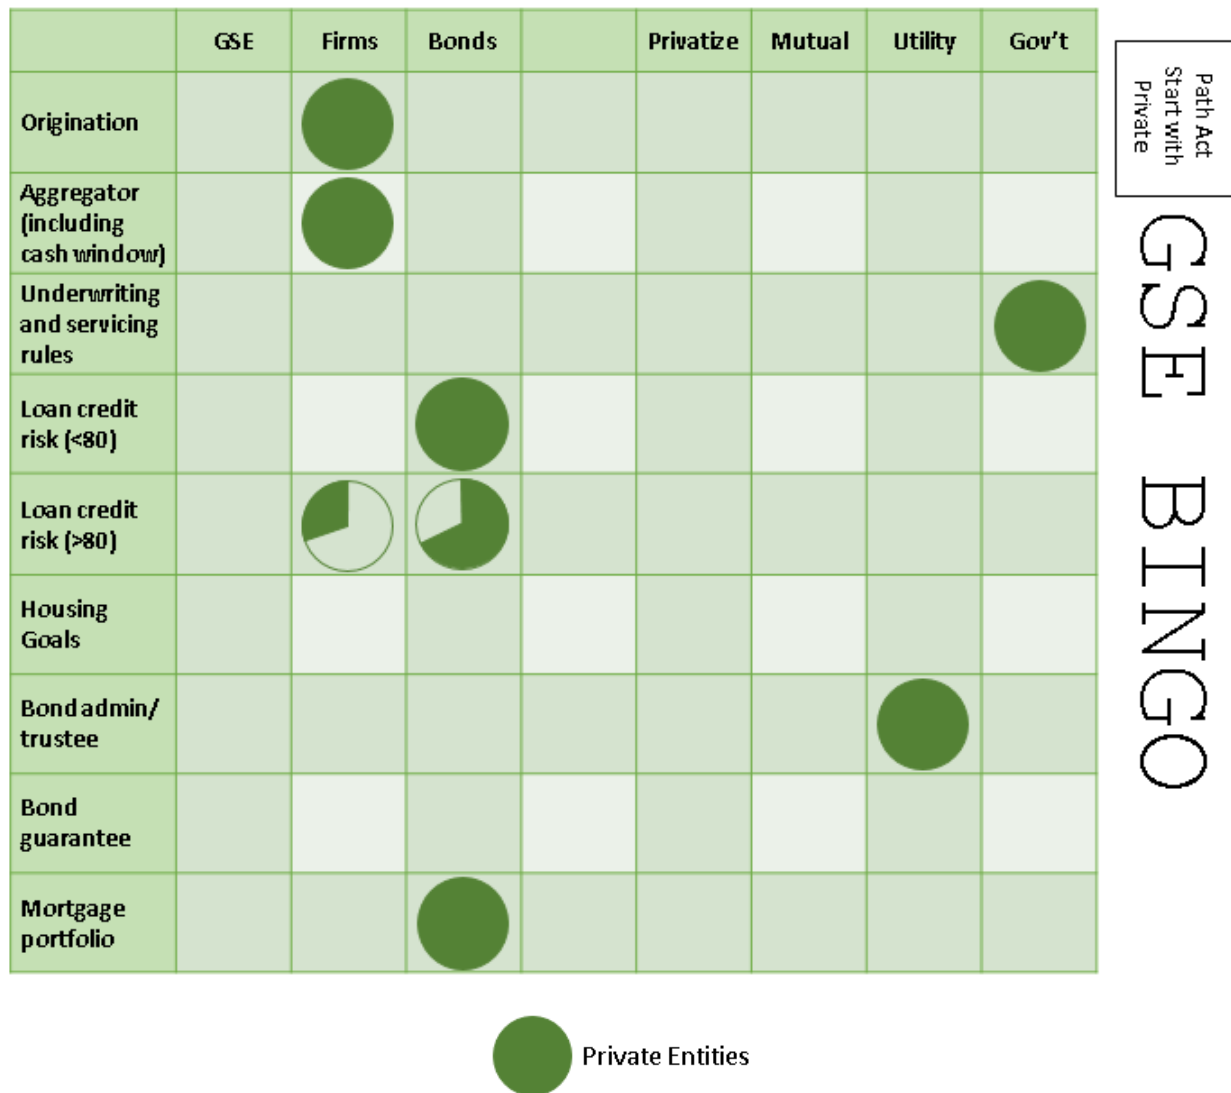 GSE Firms Bonds Privatize Mutual Utility Gov't
Origination
Aggregator
(including
cash window)
Underwriting
and servicing
rules
Loan credit
risk (<80)
Loan credit
risk (>80)
Housing
Goals
Bond admin/
trustee
Bond
guarantee
Mortgage
portfolio
Path Act
Start with
Private
GSE BINGO
Private Entities